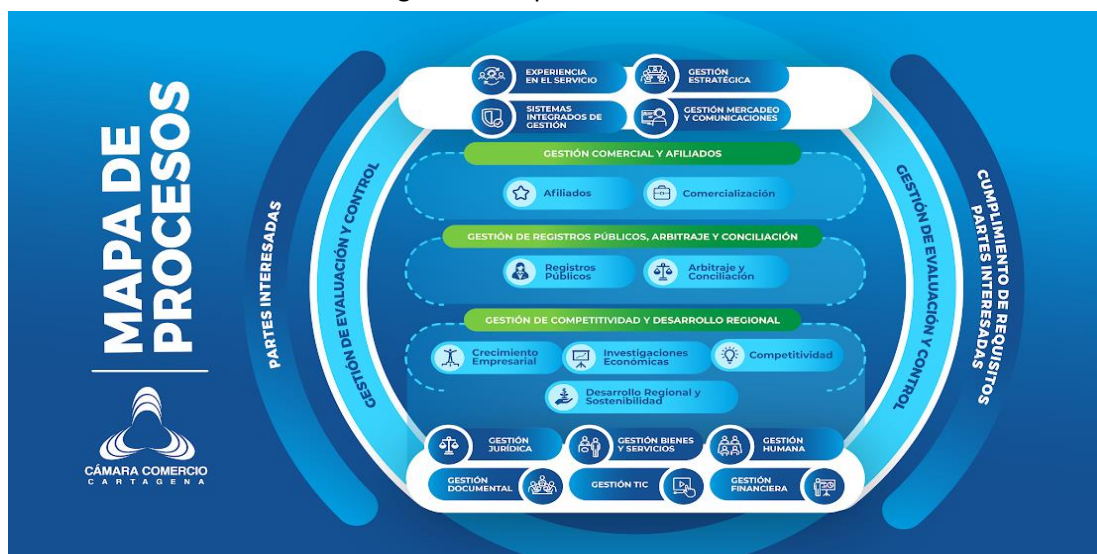 MAPA DE
PROCESOS
CÁMARA COMERCIO
CARTAGENA
PARTES INTERESADAS
GESTIÓN DE EVALUACIÓN Y CONTROL
EXPERIENCIA
EN EL SERVICIO
GESTIÓN
ESTRATÉGICA
SISTEMAS
INTEGRADOS DE
GESTIÓN
GESTIÓN MERCADEO
Y COMUNICACIONES
GESTIÓN COMERCIAL Y AFILIADOS
Afiliados
Comercialización
GESTIÓN DE REGISTROS PÚBLICOS, ARBITRAJE Y CONCILIACIÓN
Registros
Públicos
Arbitraje y
Conciliación
GESTIÓN DE COMPETITIVIDAD Y DESARROLLO REGIONAL
Crecimiento
Empresarial
Investigaciones
Económicas
Competitividad
Desarrollo Regional y
Sostenibilidad
GESTIÓN
JURÍDICA
GESTIÓN BIENES
Y SERVICIOS
GESTIÓN
HUMANA
GESTIÓN
DOCUMENTAL
GESTIÓN TIC
GESTIÓN
FINANCIERA
GESTIÓN DE EVALUACIÓN Y CONTROL
CUMPLIMIENTO DE REQUISITOS
PARTES INTERESADAS